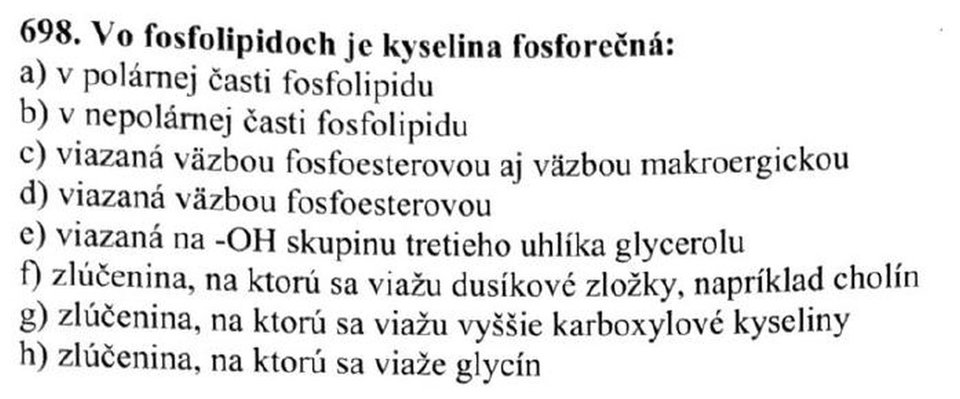 698. Vo fosfolipidoch je kyselina fosforečná:
a) v polárnej časti fosfolipidu
b) v nepolárnej časti fosfolipidu
c) viazaná väzbou fosfoesterovou aj väzbou makroergickou
d) viazaná väzbou fosfoesterovou
e) viazaná na -OH skupinu tretieho uhlíka glycerolu
f) zlúčenina, na ktorú sa viažu dusíkové zložky, napríklad cholín
g) zlúčenina, na ktorú sa viažu vyššie karboxylové kyseliny
h) zlúčenina, na ktorú sa viaže glycín